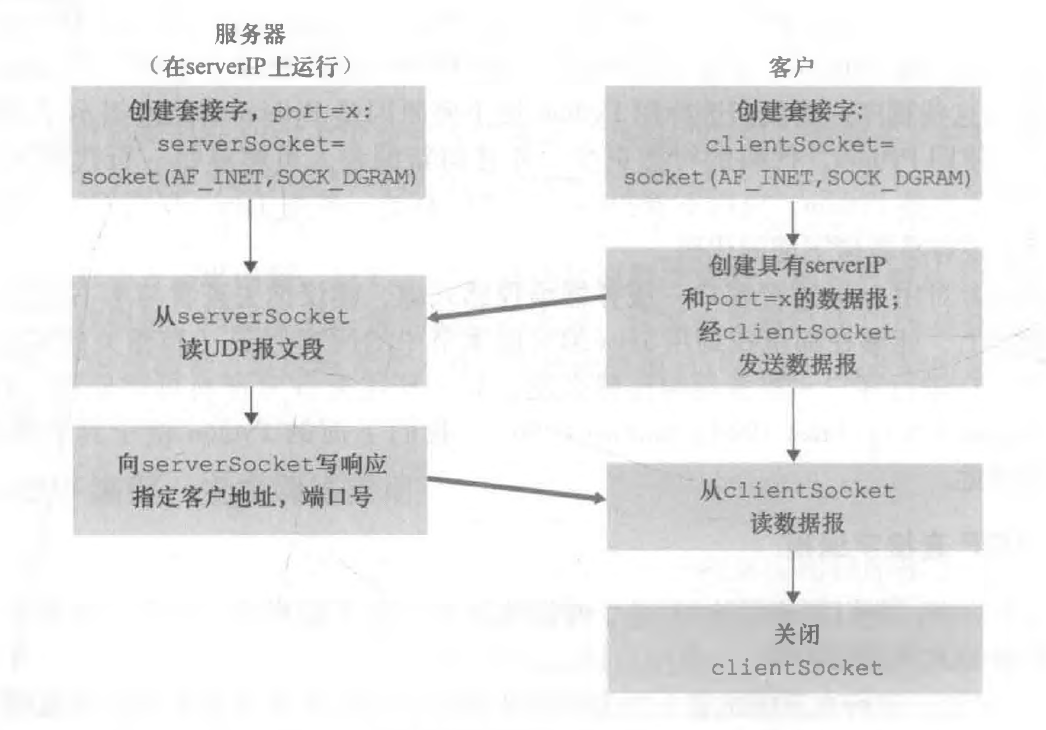 服务器
（在serverIP上运行）
创建套接字，port=x：
serverSocket=
socket(AF_INET,SOCK_DGRAM)
从serverSocket
读UDP报文段
向serverSocket写响应
指定客户地址，端口号
客户
创建套接字：
clientSocket=
socket(AF_INET,SOCK_DGRAM)
创建具有serverIP
和port=x的数据报；
经clientSocket
发送数据报
从clientSocket
读数据报
关闭
clientSocket